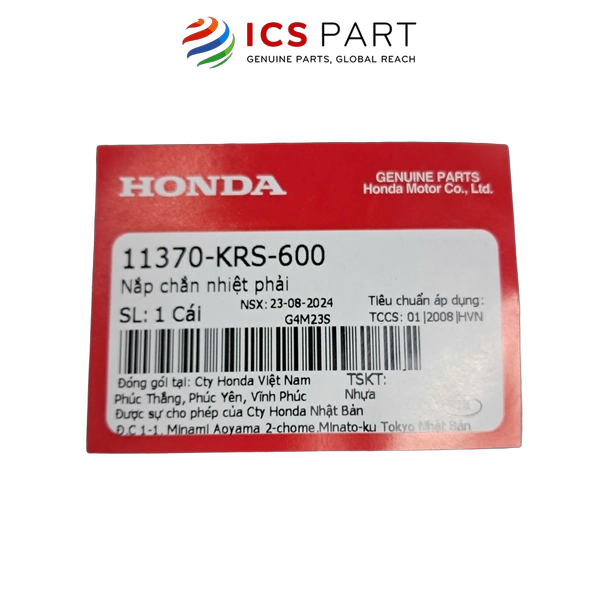 ICS PART
GENUINE PARTS, GLOBAL REACH
HONDA
GENUINE PARTS
Honda Motor Co., Ltd.
11370-KRS-600
Nắp chắn nhiệt phải
SL: 1 Cái
NSX: 23-08-2024
G4M23S
Tiêu chuẩn áp dụng:
TCCS: 01|2008|HVN
Đóng gói tại: Cty Honda Việt Nam
Phúc Thắng, Phúc Yên, Vĩnh Phúc
TSKT:
Nhựa
Được sự cho phép của Cty Honda Nhật Bản
Đ.C 1-1, Minami Aoyama 2-chome,Minato-ku Tokyo Nhật Bản